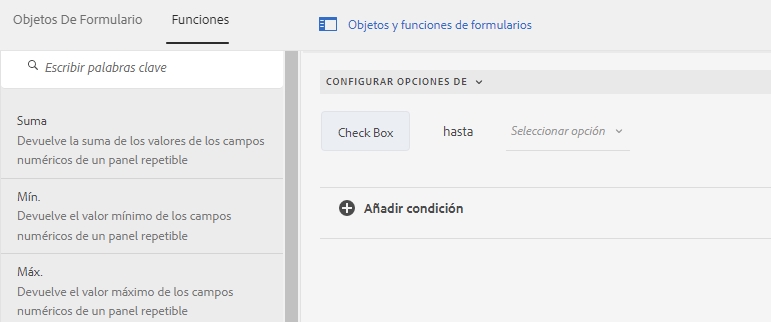 Objetos De Formulario Funciones
Objetos y funciones de formularios
Escribir palabras clave
Suma
Devuelve la suma de los valores de los campos
numéricos de un panel repetible
Mín.
Devuelve el valor mínimo de los campos
numéricos de un panel repetible
Máx.
Devuelve el valor máximo de los campos
numéricos de un panel repetible
CONFIGURAR OPCIONES DE
Check Box hasta Seleccionar opción
Añadir condición